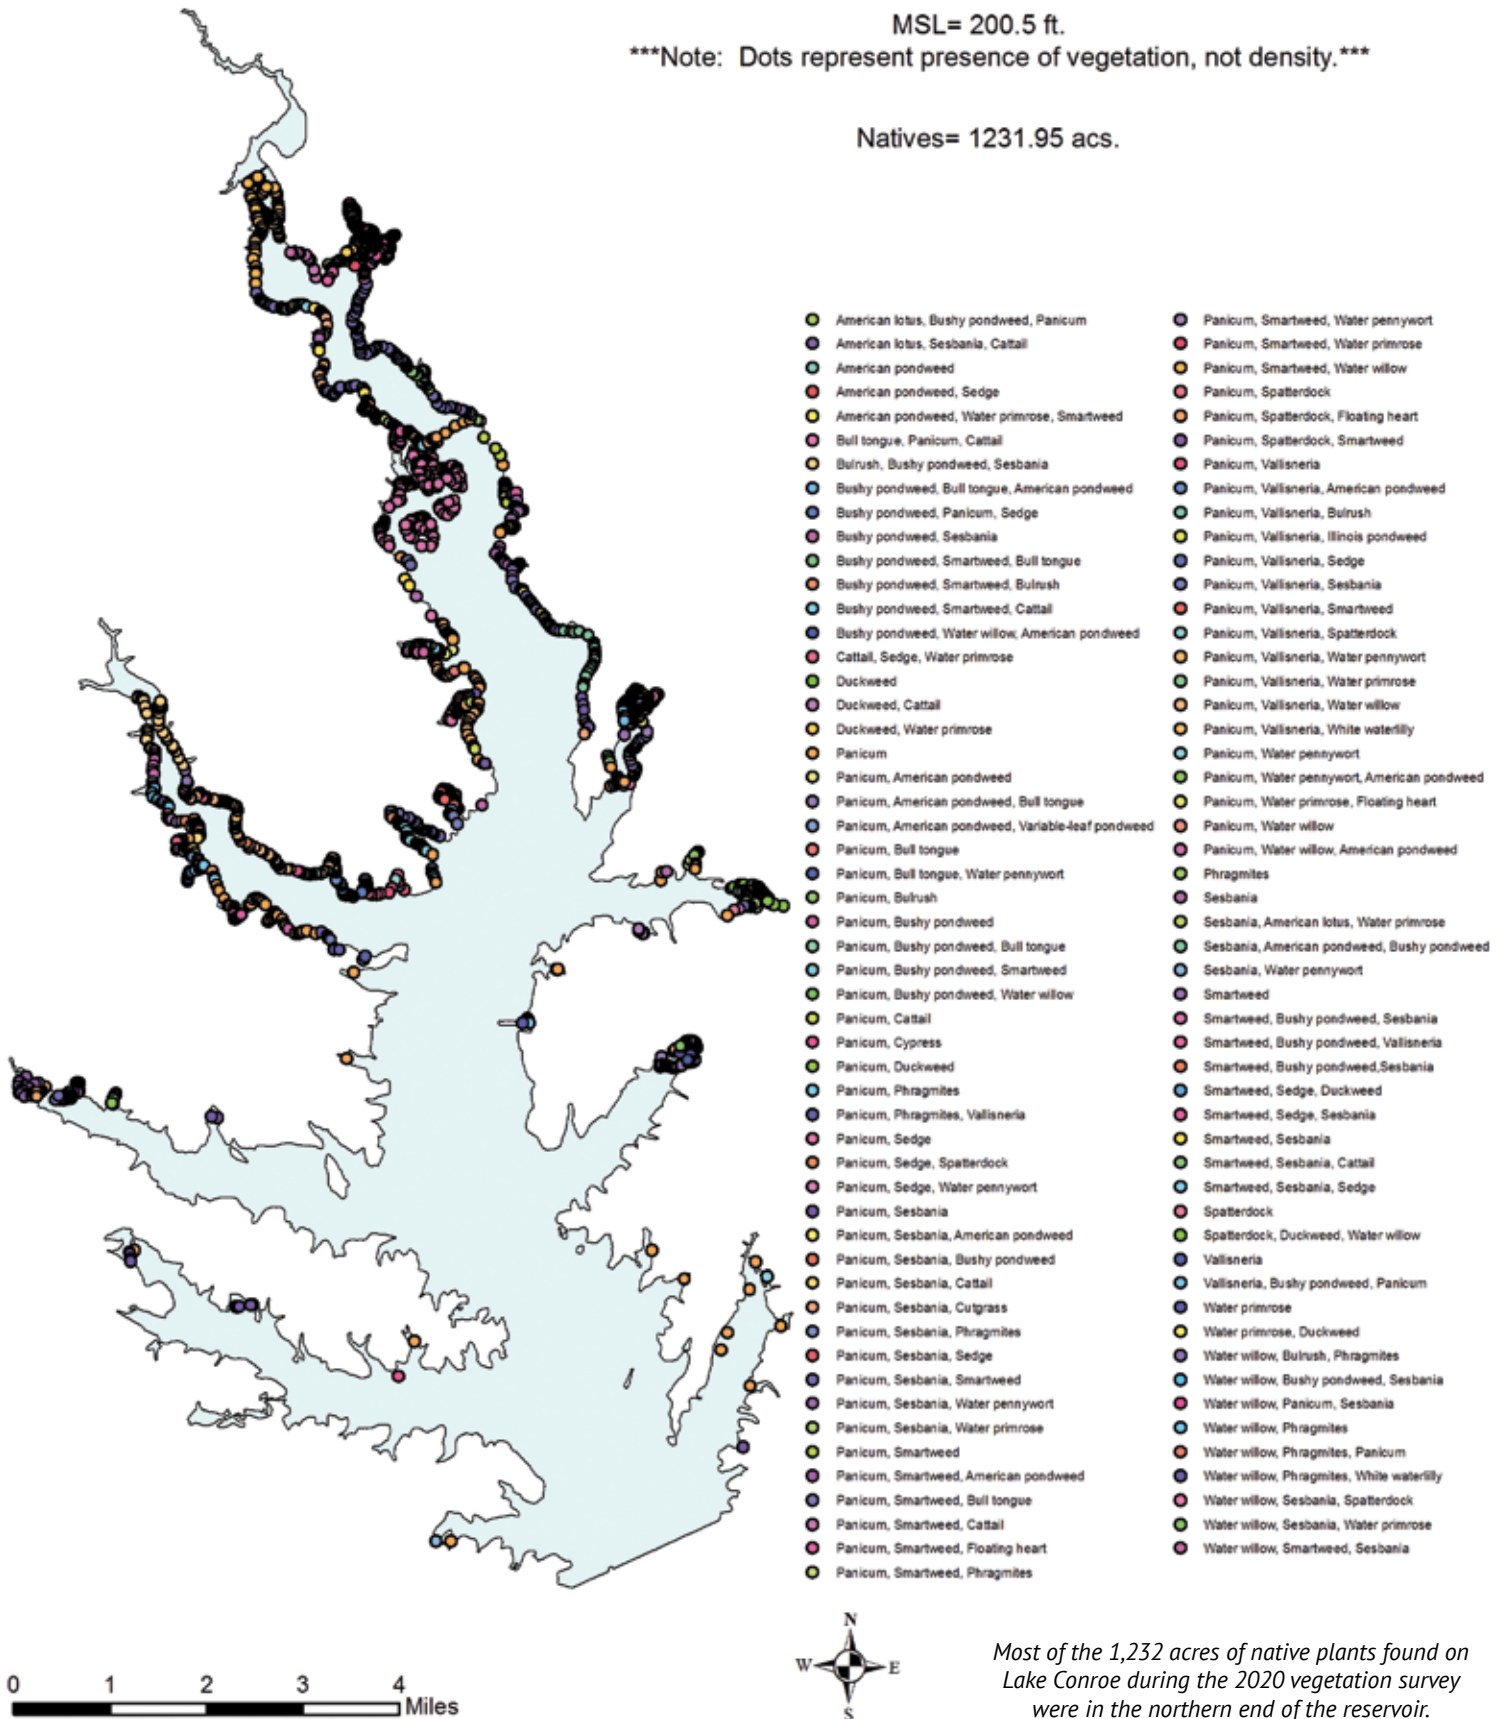 MSL= 200.5 ft.
***Note: Dots represent presence of vegetation, not density.***
Natives= 1231.95 acs.
American lotus, Bushy pondweed, Panicum
American lotus, Sesbania, Cattail
American pondweed
American pondweed, Sedge
American pondweed, Water primrose, Smartweed
Bull tongue, Panicum, Cattail
Bulrush, Bushy pondweed, Sesbania
Bushy pondweed, Bull tongue, American pondweed
Bushy pondweed, Panicum, Sedge
Bushy pondweed, Sesbania
Bushy pondweed, Smartweed, Bull tongue
Bushy pondweed, Smartweed, Bulrush
Bushy pondweed, Smartweed, Cattail
Bushy pondweed, Water willow, American pondweed
Cattail, Sedge, Water primrose
Duckweed
Duckweed, Cattail
Duckweed, Water primrose
Panicum
Panicum, American pondweed
Panicum, American pondweed, Bull tongue
Panicum, American pondweed, Variable-leaf pondweed
Panicum, Bull tongue
Panicum, Bull tongue, Water pennywort
Panicum, Bulrush
Panicum, Bushy pondweed
Panicum, Bushy pondweed, Bull tongue
Panicum, Bushy pondweed, Smartweed
Panicum, Bushy pondweed, Water willow
Panicum, Cattail
Panicum, Cypress
Panicum, Duckweed
Panicum, Phragmites
Panicum, Phragmites, Vallisneria
Panicum, Sedge
Panicum, Sedge, Spatterdock
Panicum, Sedge, Water pennywort
Panicum, Sesbania
Panicum, Sesbania, American pondweed
Panicum, Sesbania, Bushy pondweed
Panicum, Sesbania, Cattail
Panicum, Sesbania, Cutgrass
Panicum, Sesbania, Phragmites
Panicum, Sesbania, Sedge
Panicum, Sesbania, Smartweed
Panicum, Sesbania, Water pennywort
Panicum, Sesbania, Water primrose
Panicum, Smartweed
Panicum, Smartweed, American pondweed
Panicum, Smartweed, Bull tongue
Panicum, Smartweed, Cattail
Panicum, Smartweed, Floating heart
Panicum, Smartweed, Phragmites
Panicum, Smartweed, Water pennywort
Panicum, Smartweed, Water primrose
Panicum, Smartweed, Water willow
Panicum, Spatterdock
Panicum, Spatterdock, Floating heart
Panicum, Spatterdock, Smartweed
Panicum, Vallisneria
Panicum, Vallisneria, American pondweed
Panicum, Vallisneria, Bulrush
Panicum, Vallisneria, Illinois pondweed
Panicum, Vallisneria, Sedge
Panicum, Vallisneria, Sesbania
Panicum, Vallisneria, Smartweed
Panicum, Vallisneria, Spatterdock
Panicum, Vallisneria, Water pennywort
Panicum, Vallisneria, Water primrose
Panicum, Vallisneria, Water willow
Panicum, Vallisneria, White waterlilly
Panicum, Water pennywort
Panicum, Water pennywort, American pondweed
Panicum, Water primrose, Floating heart
Panicum, Water willow
Panicum, Water willow, American pondweed
Phragmites
Sesbania
Sesbania, American lotus, Water primrose
Sesbania, American pondweed, Bushy pondweed
Sesbania, Water pennywort
Smartweed
Smartweed, Bushy pondweed, Sesbania
Smartweed, Bushy pondweed, Vallisneria
Smartweed, Bushy pondweed,Sesbania
Smartweed, Sedge, Duckweed
Smartweed, Sedge, Sesbania
Smartweed, Sesbania
Smartweed, Sesbania, Cattail
Smartweed, Sesbania, Sedge
Spatterdock
Spatterdock, Duckweed, Water willow
Vallisneria
Vallisneria, Bushy pondweed, Panicum
Water primrose
Water primrose, Duckweed
Water willow, Bulrush, Phragmites
Water willow, Bushy pondweed, Sesbania
Water willow, Panicum, Sesbania
Water willow, Phragmites
Water willow, Phragmites, Panicum
Water willow, Phragmites, White waterlilly
Water willow, Sesbania, Spatterdock
Water willow, Sesbania, Water primrose
Water willow, Smartweed, Sesbania
0 1 2 3 4
Miles
N
W E
S
Most of the 1,232 acres of native plants found on
Lake Conroe during the 2020 vegetation survey
were in the northern end of the reservoir.